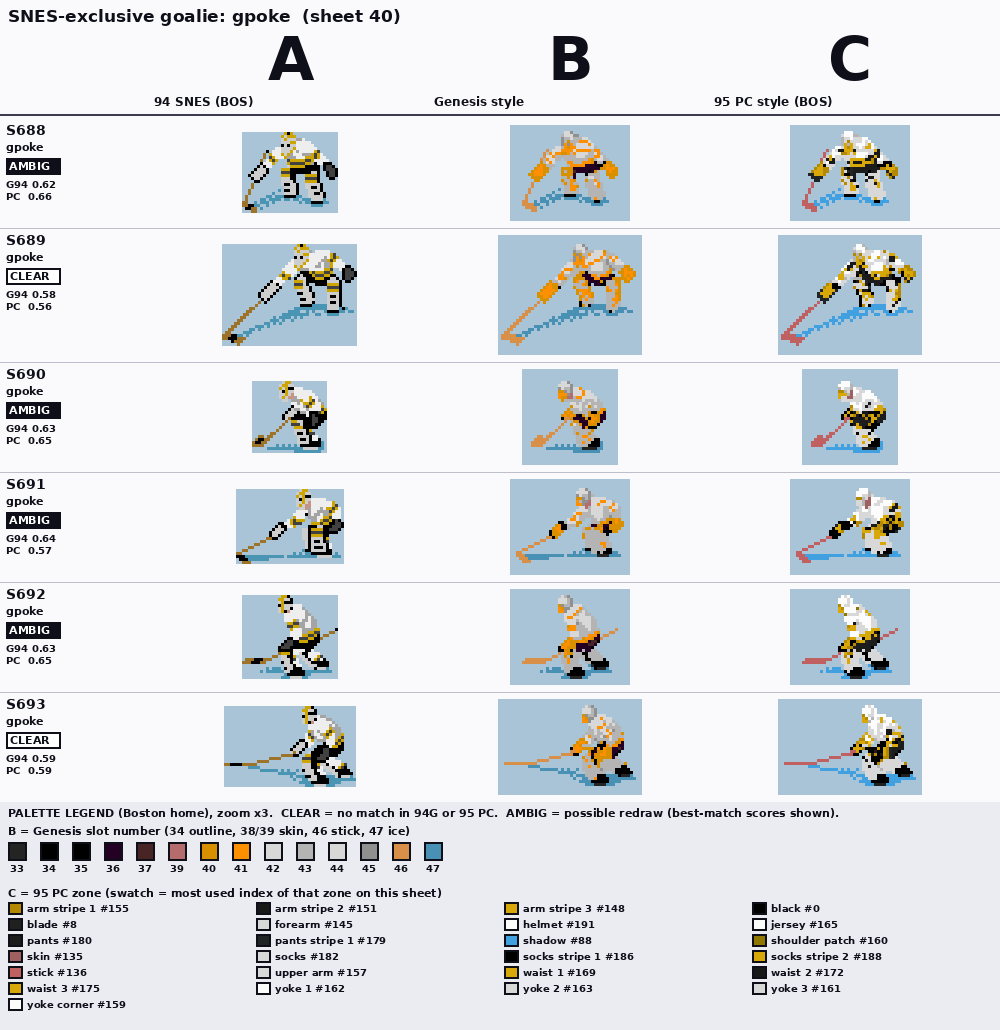 SNES-exclusive goalie: gpoke  (sheet 40)
A B C
94 SNES (BOS) Genesis style 95 PC style (BOS)
S688
gpoke
AMBIG
G94 0.62
PC  0.66
S689
gpoke
CLEAR
G94 0.58
PC  0.56
S690
gpoke
AMBIG
G94 0.63
PC  0.65
S691
gpoke
AMBIG
G94 0.64
PC  0.57
S692
gpoke
AMBIG
G94 0.63
PC  0.65
S693
gpoke
CLEAR
G94 0.59
PC  0.59
PALETTE LEGEND (Boston home), zoom x3.  CLEAR = no match in 94G or 95 PC.  AMBIG = possible redraw (best-match scores shown).
B = Genesis slot number (34 outline, 38/39 skin, 46 stick, 47 ice)
33 34 35 36 37 39 40 41 42 43 44 45 46 47
C = 95 PC zone (swatch = most used index of that zone on this sheet)
arm stripe 1 #155 arm stripe 2 #151 arm stripe 3 #148 black #0
blade #8 forearm #145 helmet #191 jersey #165
pants #180 pants stripe 1 #179 shadow #88 shoulder patch #160
skin #135 socks #182 socks stripe 1 #186 socks stripe 2 #188
stick #136 upper arm #157 waist 1 #169 waist 2 #172
waist 3 #175 yoke 1 #162 yoke 2 #163 yoke 3 #161
yoke corner #159